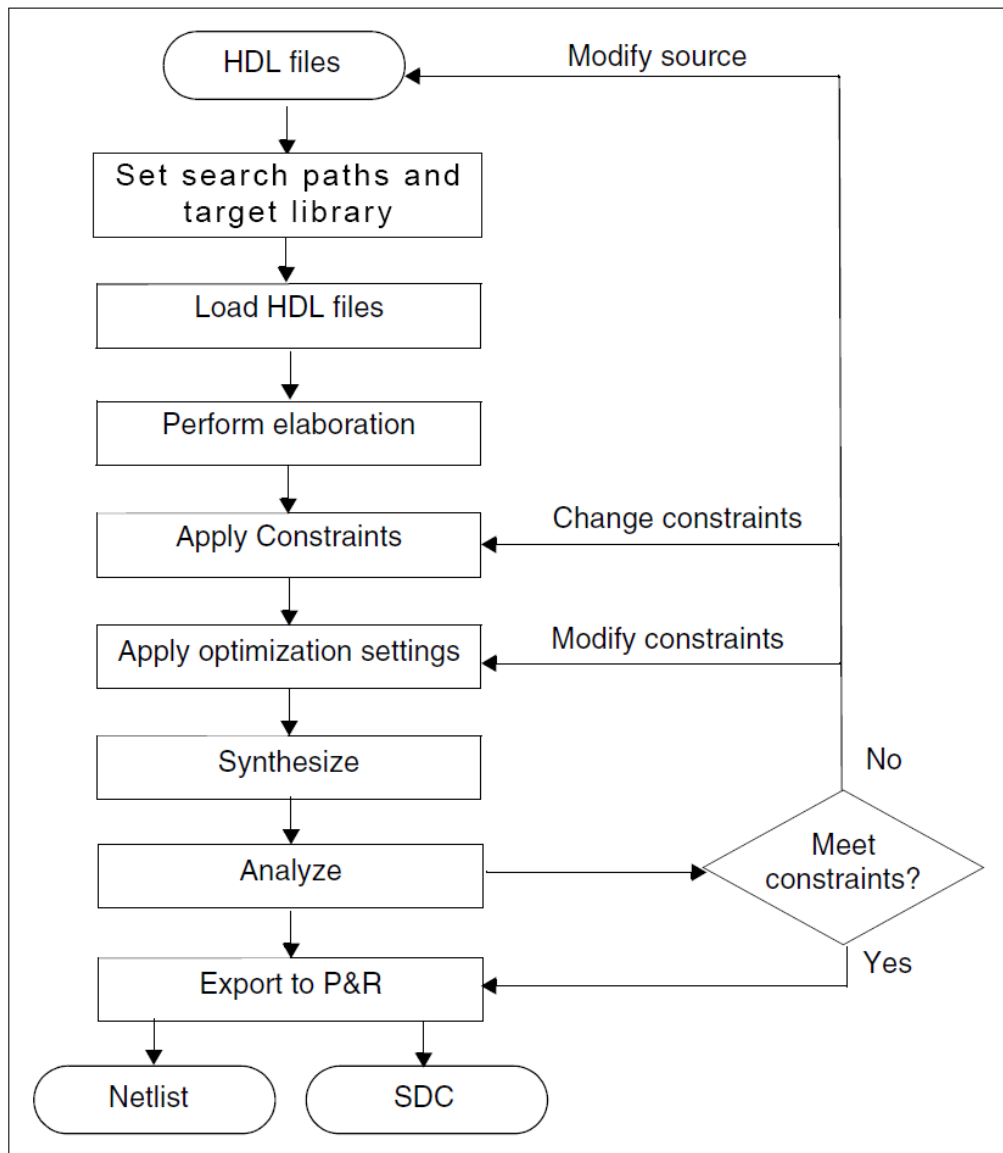 HDL files
Modify source
Set search paths and
target library
Load HDL files
Perform elaboration
Apply Constraints
Change constraints
Apply optimization settings
Modify constraints
Synthesize
No
Analyze
Meet
constraints?
Yes
Export to P&R
Netlist
SDC